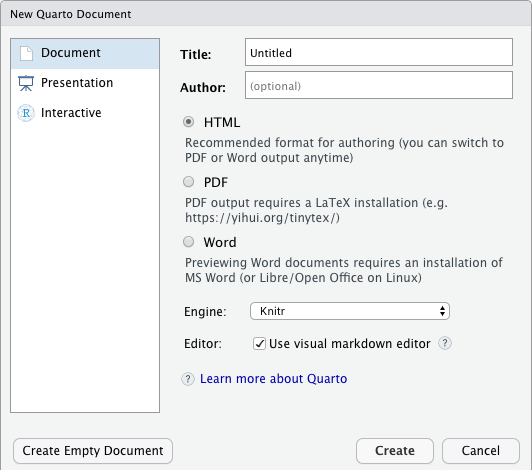 New Quarto Document
Document
Presentation
Interactive
Title: Untitled
Author: (optional)
HTML
Recommended format for authoring (you can switch to
PDF or Word output anytime)
PDF
PDF output requires a LaTeX installation (e.g.
https://yihui.org/tinytex/)
Word
Previewing Word documents requires an installation of
MS Word (or Libre/Open Office on Linux)
Engine: Knitr
Editor: Use visual markdown editor ?
? Learn more about Quarto
Create Empty Document Create Cancel